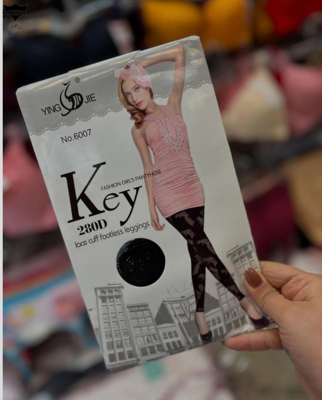 YING JIE
No.6007
FASHION GIRL'S PANTYHOSE
Key
280D
lace cuff footless leggings